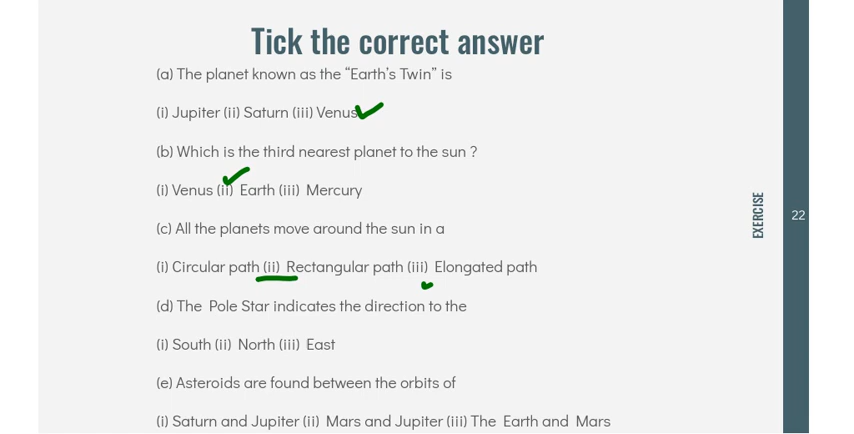 Tick the correct answer
(a) The planet known as the “Earth’s Twin” is
(i) Jupiter (ii) Saturn (iii) Venus
(b) Which is the third nearest planet to the sun ?
(i) Venus (ii) Earth (iii) Mercury
(c) All the planets move around the sun in a
(i) Circular path (ii) Rectangular path (iii) Elongated path
(d) The Pole Star indicates the direction to the
(i) South (ii) North (iii) East
(e) Asteroids are found between the orbits of
(i) Saturn and Jupiter (ii) Mars and Jupiter (iii) The Earth and Mars
EXERCISE
22